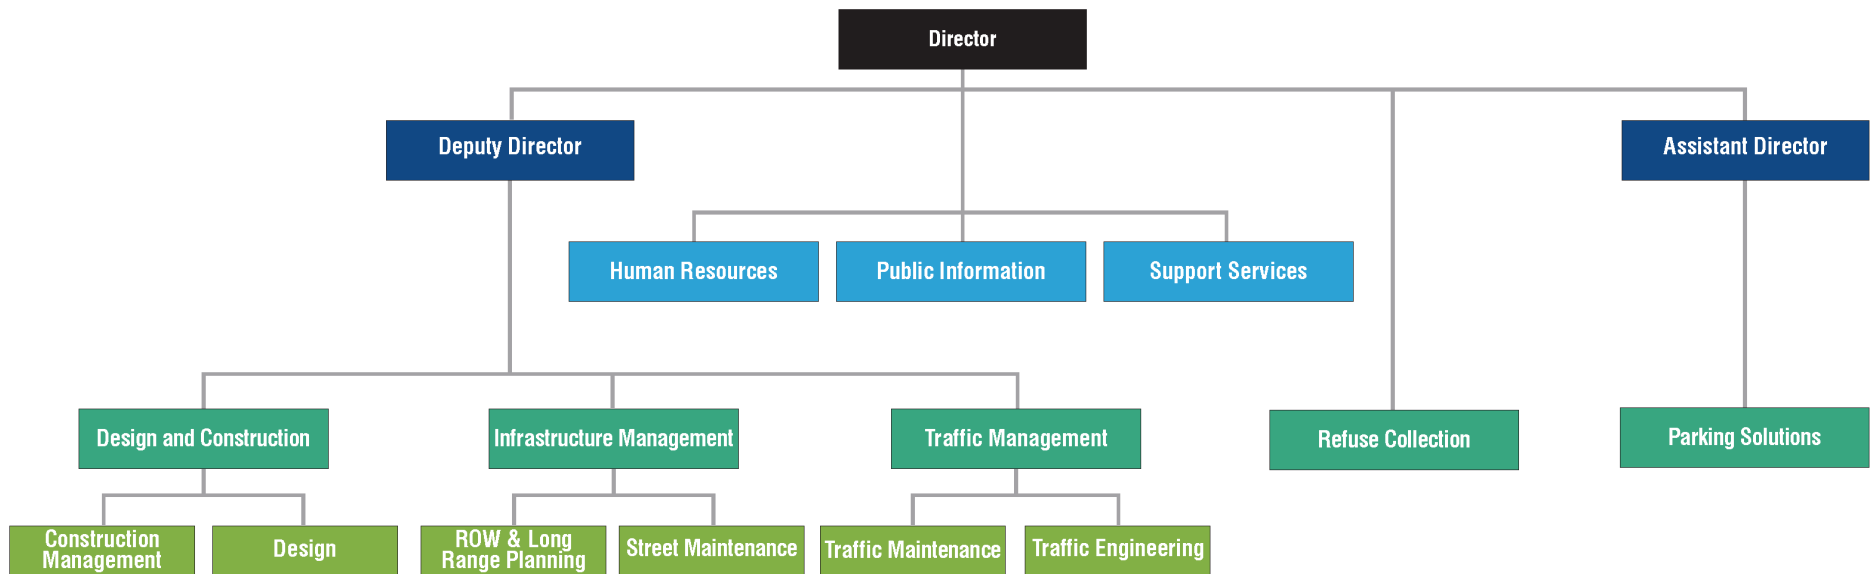 Director
Deputy Director
Assistant Director
Human Resources
Public Information
Support Services
Design and Construction
Infrastructure Management
Traffic Management
Refuse Collection
Parking Solutions
Construction
Management
Design
ROW & Long
Range Planning
Street Maintenance
Traffic Maintenance
Traffic Engineering